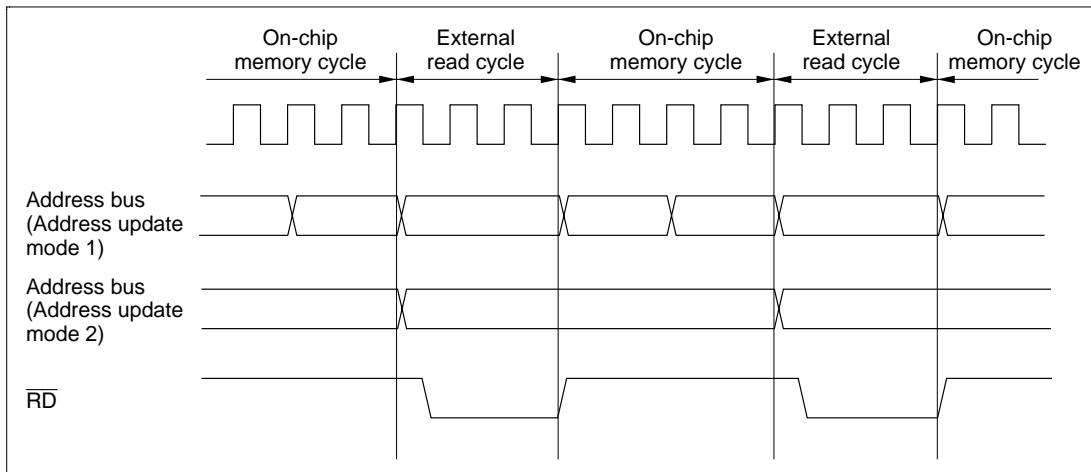 On-chip
memory cycle
External
read cycle
On-chip
memory cycle
External
read cycle
On-chip
memory cycle
Address bus
(Address update
mode 1)
Address bus
(Address update
mode 2)
R̅D̅